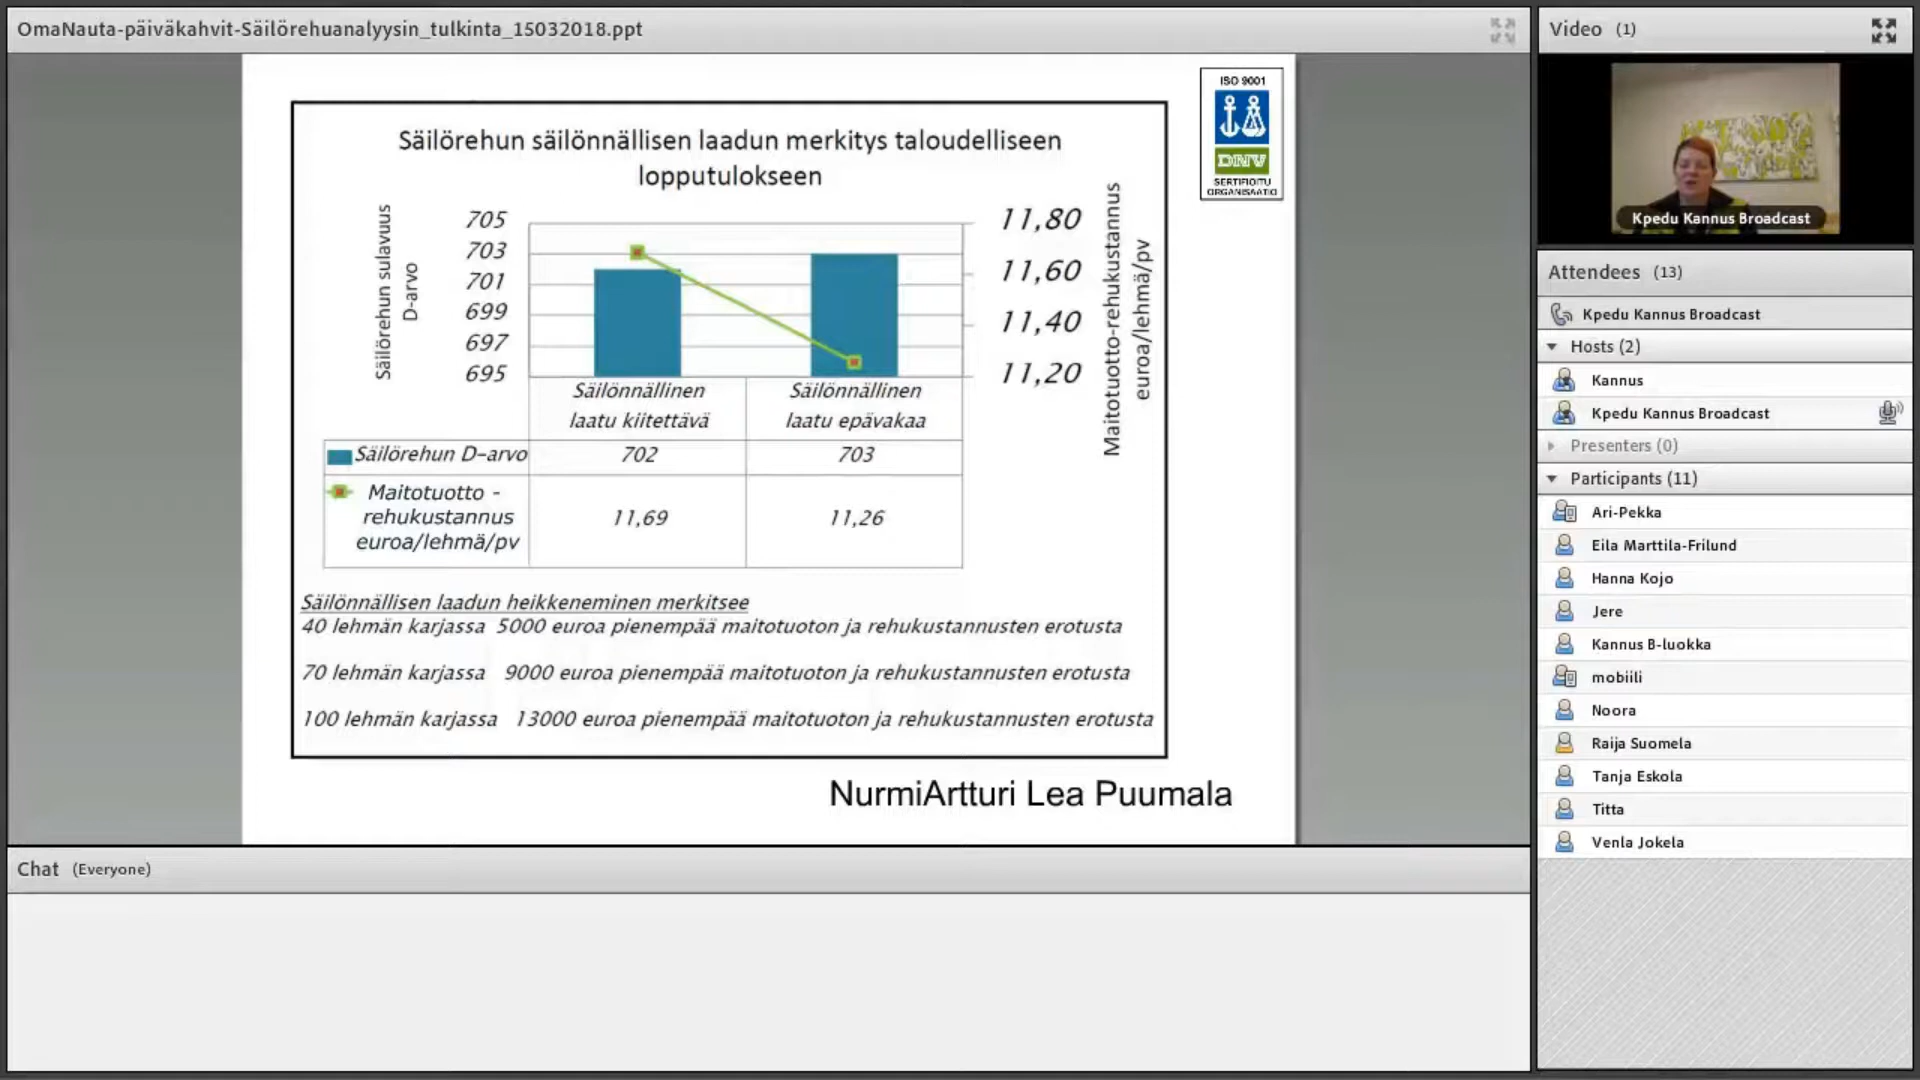 OmaNauta-päiväkahvit-Säilörehuanalyysin_tulkinta_15032018.ppt
Säilörehun säilönnällisen laadun merkitys taloudelliseen
lopputulokseen
Säilörehun sulavuus
D-arvo
705
703
701
699
697
695
11,80
11,60
11,40
11,20
Maitotuotto-rehukustannus
euroa/lehmä/pv
Säilönnällinen
laatu kiitettävä
Säilönnällinen
laatu epävakaa
Säilörehun D-arvo
702
703
Maitotuotto -
rehukustannus
euroa/lehmä/pv
11,69
11,26
Säilönnällisen laadun heikkeneminen merkitsee
40 lehmän karjassa 5000 euroa pienempää maitotuoton ja rehukustannusten erotusta
70 lehmän karjassa 9000 euroa pienempää maitotuoton ja rehukustannusten erotusta
100 lehmän karjassa 13000 euroa pienempää maitotuoton ja rehukustannusten erotusta
NurmiArtturi Lea Puumala
ISO 9001
DNV
SERTIFIOITU
ORGANISAATIO
Chat (Everyone)
Video (1)
Kpedu Kannus Broadcast
Attendees (13)
Kpedu Kannus Broadcast
Hosts (2)
Kannus
Kpedu Kannus Broadcast
Presenters (0)
Participants (11)
Ari-Pekka
Eila Marttila-Frilund
Hanna Kojo
Jere
Kannus B-luokka
mobiili
Noora
Raija Suomela
Tanja Eskola
Titta
Venla Jokela